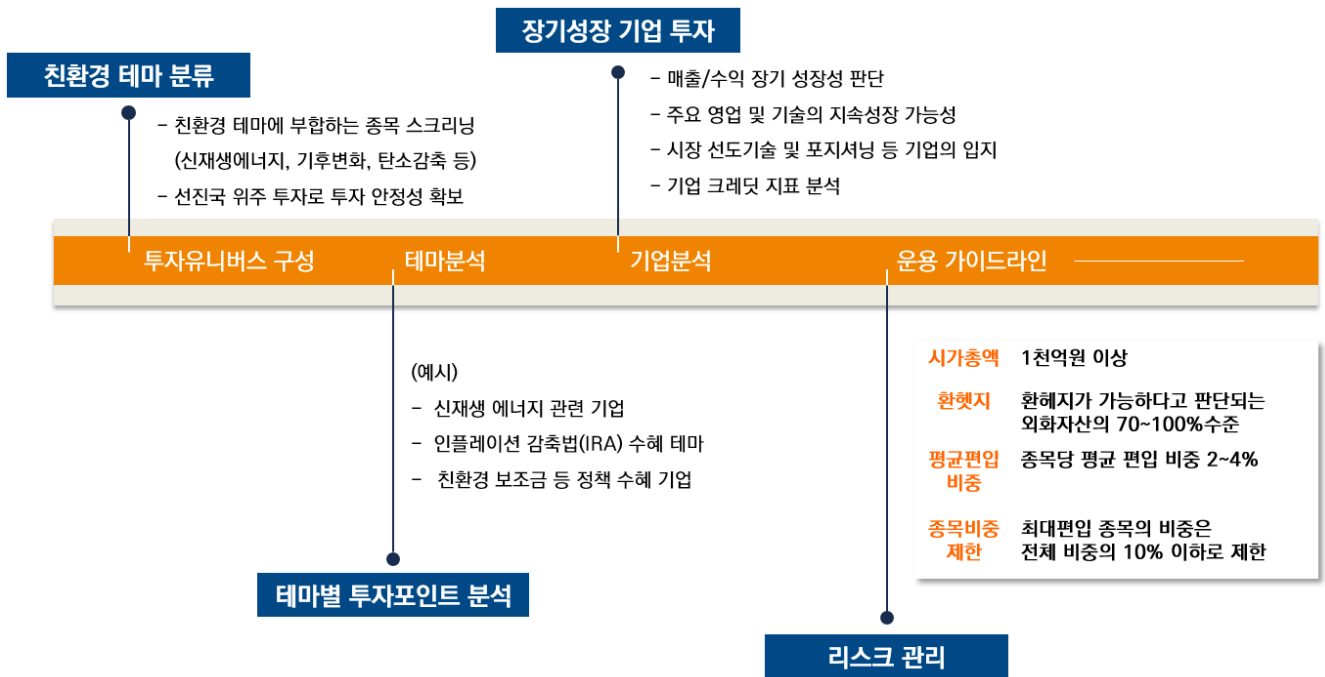 친환경 테마 분류
- 친환경 테마에 부합하는 종목 스크리닝
(신재생에너지, 기후변화, 탄소감축 등)
- 선진국 위주 투자로 투자 안정성 확보
장기성장 기업 투자
- 매출/수익 장기 성장성 판단
- 주요 영업 및 기술의 지속성장 가능성
- 시장 선도기술 및 포지셔닝 등 기업의 입지
- 기업 크레딧 지표 분석
투자유니버스 구성
테마분석
기업분석
운용 가이드라인
(예시)
- 신재생 에너지 관련 기업
- 인플레이션 감축법(IRA) 수혜 테마
- 친환경 보조금 등 정책 수혜 기업
테마별 투자포인트 분석
시가총액 1천억원 이상
환헷지 환헤지가 가능하다고 판단되는
외화자산의 70~100%수준
평균편입 종목당 평균 편입 비중 2~4%
비중
종목비중 최대편입 종목의 비중은
제한 전체 비중의 10% 이하로 제한
리스크 관리